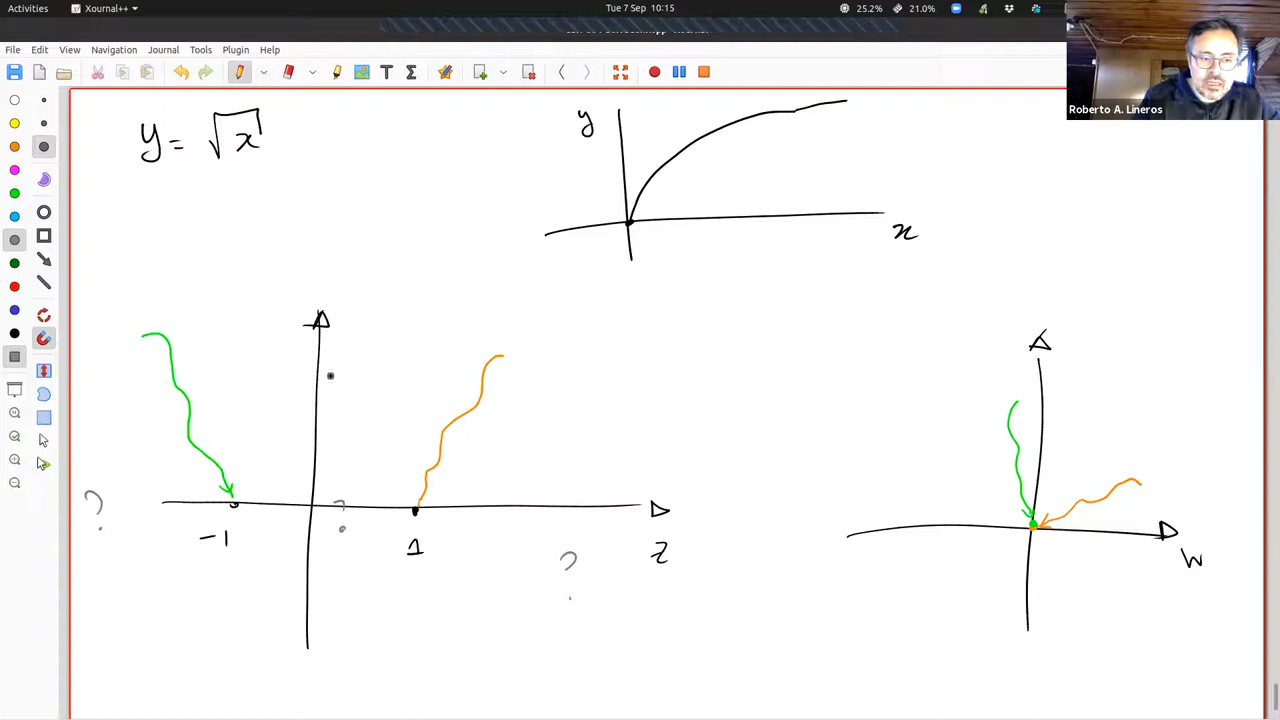 Activities Xournal++ Tue 7 Sep 10:15 25.2% 21.0%
File Edit View Navigation Journal Tools Plugin Help
Roberto A. Lineros
y = √x
y
x
?
?
?
-1
1
z
w